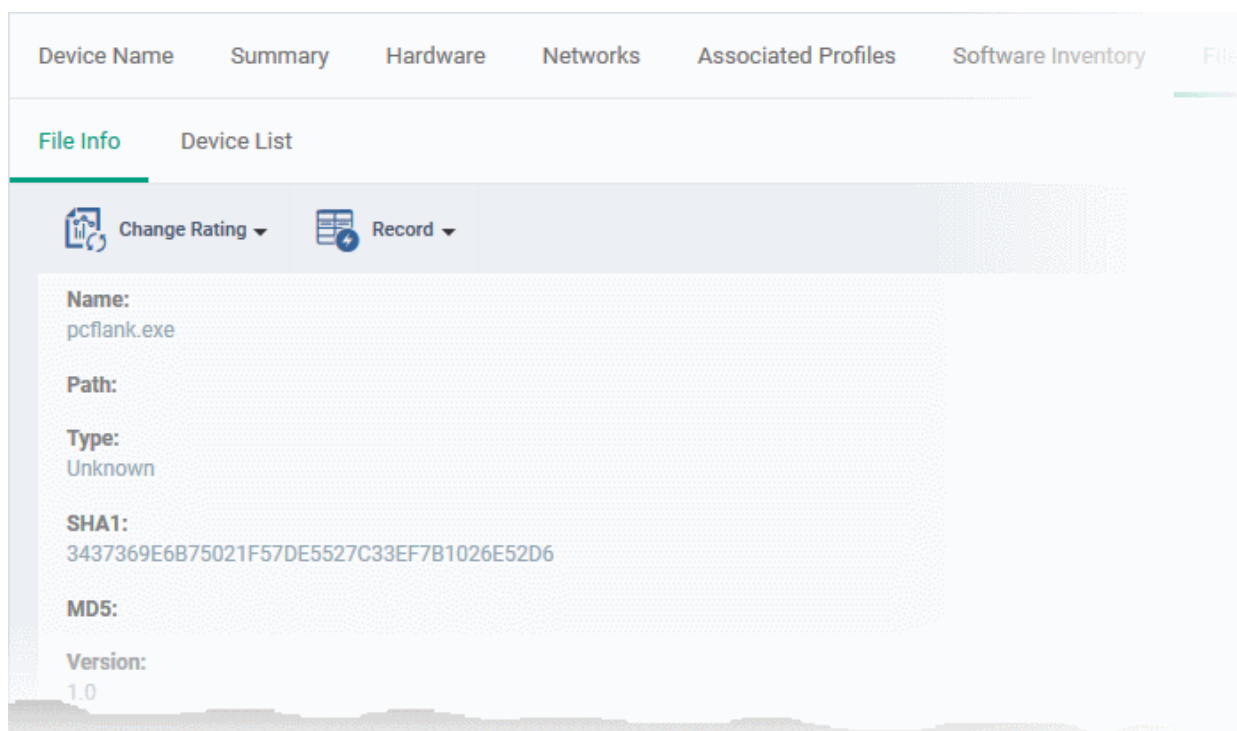 Device Name Summary Hardware Networks Associated Profiles Software Inventory File
File Info Device List
Change Rating Record
Name:
pcflank.exe
Path:
Type:
Unknown
SHA1:
3437369E6B75021F57DE5527C33EF7B1026E52D6
MD5:
Version:
1.0